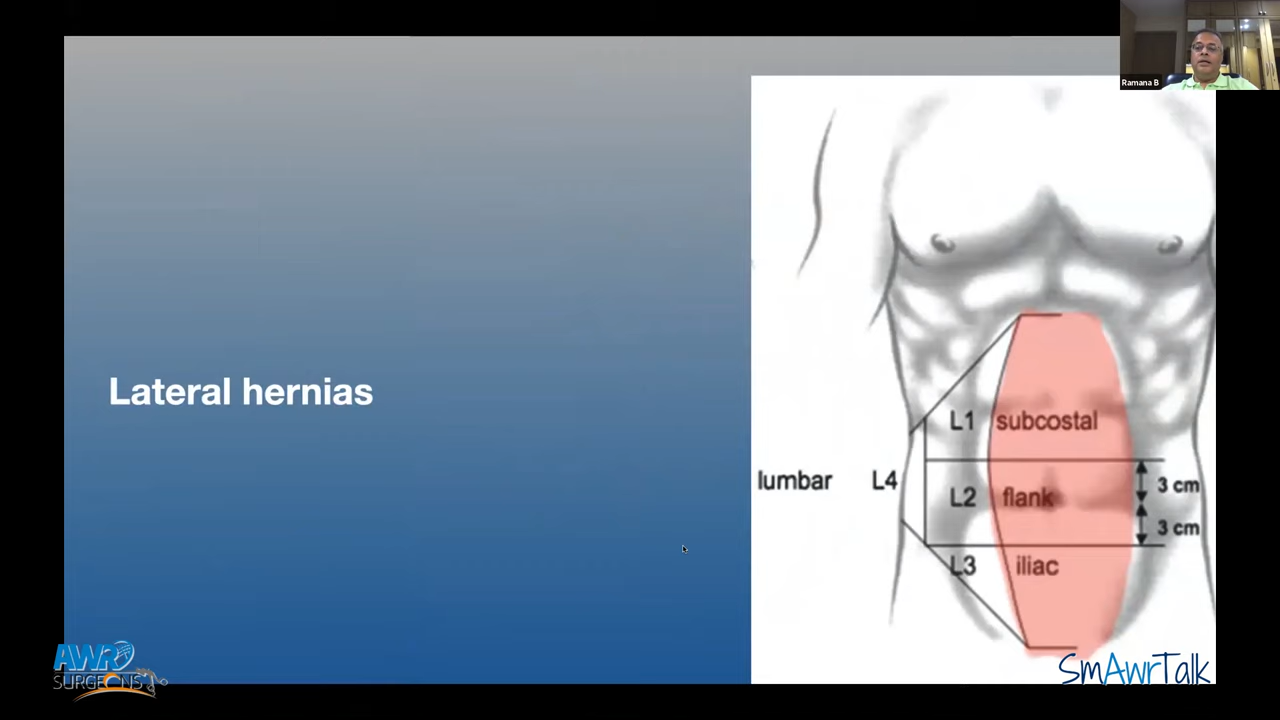 Ramana B
Lateral hernias
L1 subcostal
lumbar L4 L2 flank 3 cm
3 cm
L3 iliac
AWR
SURGEONS
SmAwrTalk